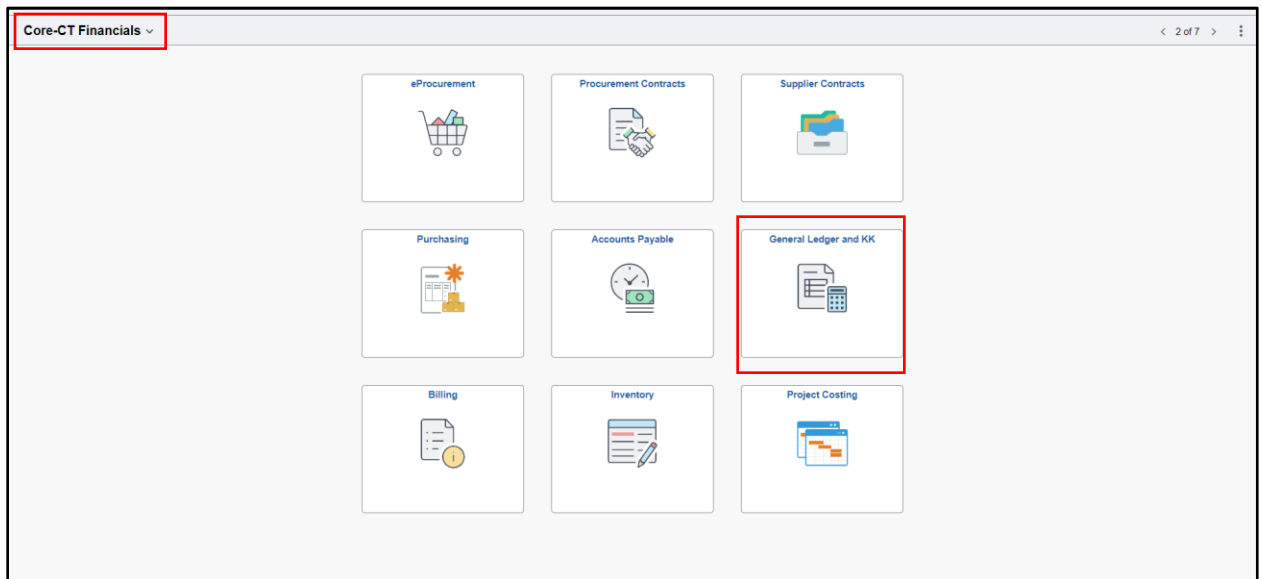 Core-CT Financials
2 of 7
eProcurement
Procurement Contracts
Supplier Contracts
Purchasing
Accounts Payable
General Ledger and KK
Billing
Inventory
Project Costing